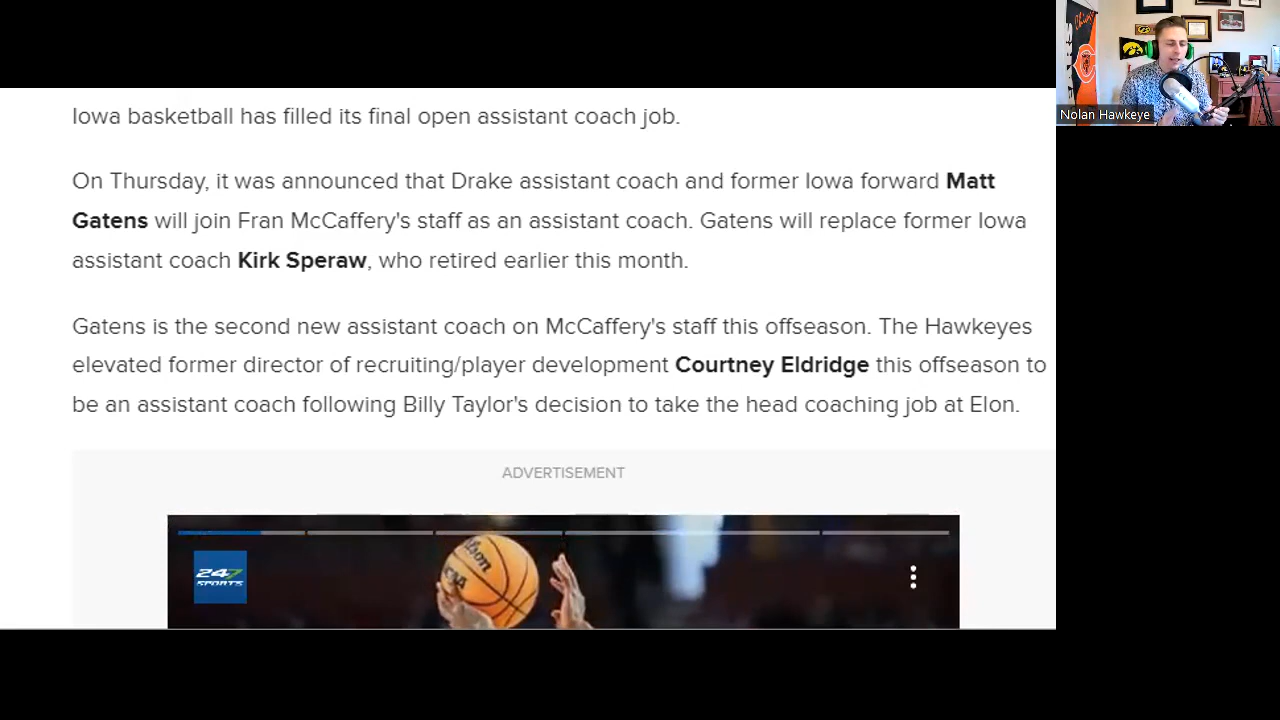 Nolan Hawkeye
Iowa basketball has filled its final open assistant coach job.
On Thursday, it was announced that Drake assistant coach and former Iowa forward Matt
Gatens will join Fran McCaffery's staff as an assistant coach. Gatens will replace former Iowa
assistant coach Kirk Speraw, who retired earlier this month.
Gatens is the second new assistant coach on McCaffery's staff this offseason. The Hawkeyes
elevated former director of recruiting/player development Courtney Eldridge this offseason to
be an assistant coach following Billy Taylor's decision to take the head coaching job at Elon.
ADVERTISEMENT
247
SPORTS
Wilson